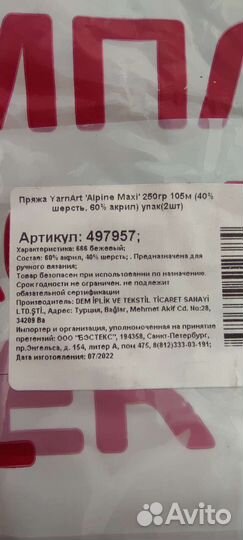 Пряжа YarnArt 'Alpine Maxi' 250гр 105м (40%
шерсть, 60% акрил) упак(2шт)
Артикул: 497957;
Характеристика: 686 бежевый;
Состав: 60% акрил, 40% шерсть; . Предназначена для
ручного вязания;
Товар безопасен при использовании по назначению.
Срок годности не ограничен. не подлежит
обязательной сертификации
Производитель: DEM İPLİK VE TEKSTİL TİCARET SANAYİ
LTD.ŞTİ., Адрес: Турция, Bağlar, Mehmet Akif Cd. No:28,
34209 Ba
Импортер и организация, уполномоченная на принятие
претензий: ООО "БЭСТЕКС", 194358, Санкт-Петербург,
пр.Энгельса, д. 154, литер А, пом 475, 8(812)333-03-191;
Дата изготовления: 07/2022
Avito